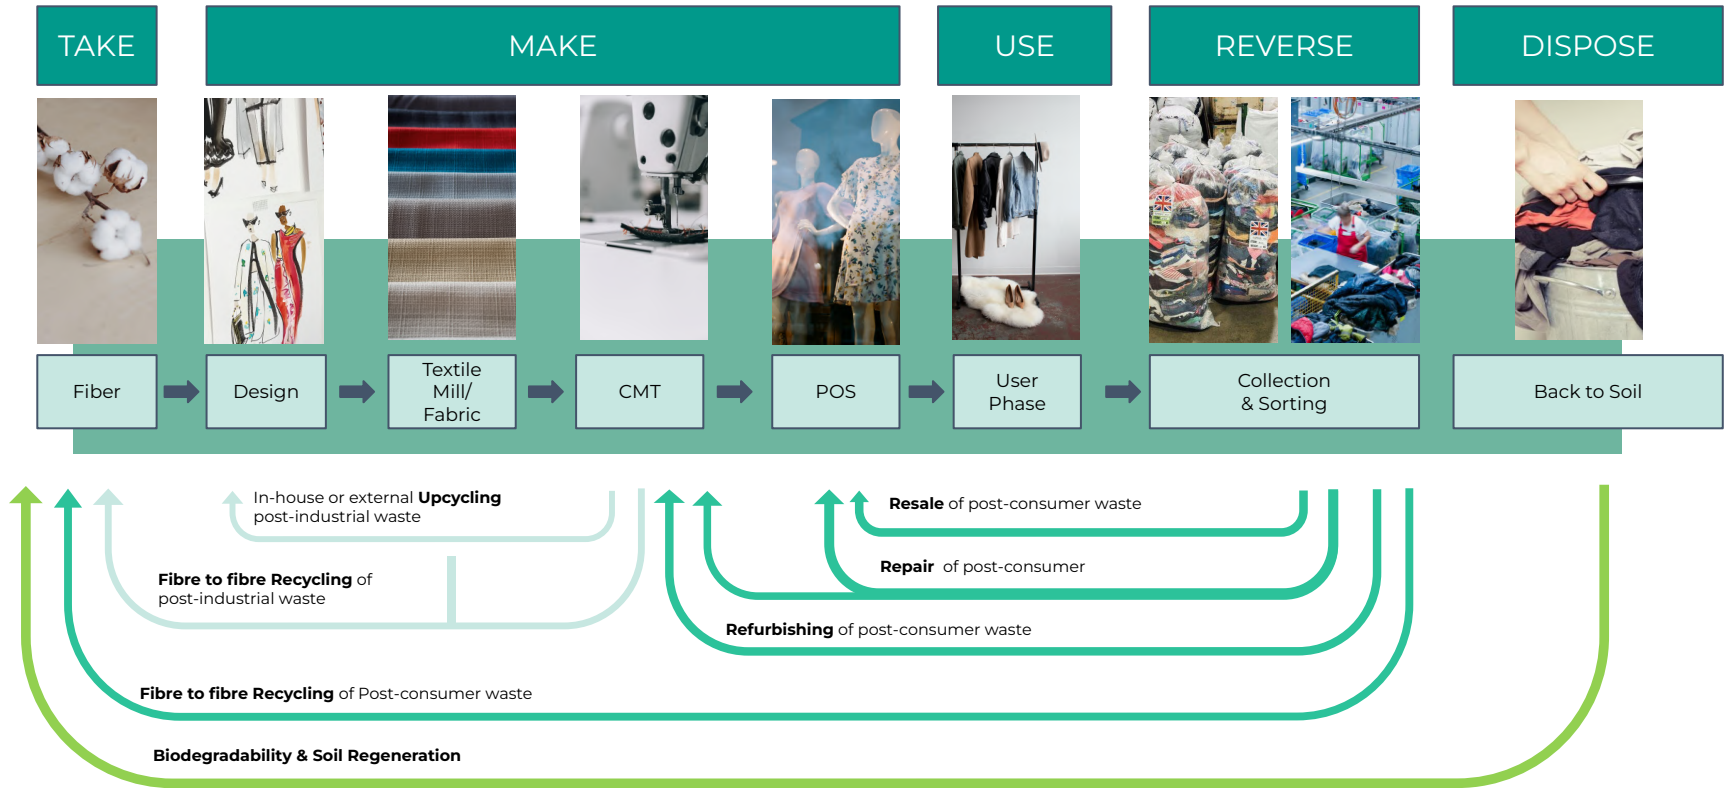 TAKE
MAKE
USE
REVERSE
DISPOSE
Fiber
Design
Textile
Mill/
Fabric
CMT
POS
User
Phase
Collection
& Sorting
Back to Soil
In-house or external Upcycling
post-industrial waste
Resale of post-consumer waste
Repair of post-consumer
Fibre to fibre Recycling of
post-industrial waste
Refurbishing of post-consumer waste
Fibre to fibre Recycling of Post-consumer waste
Biodegradability & Soil Regeneration